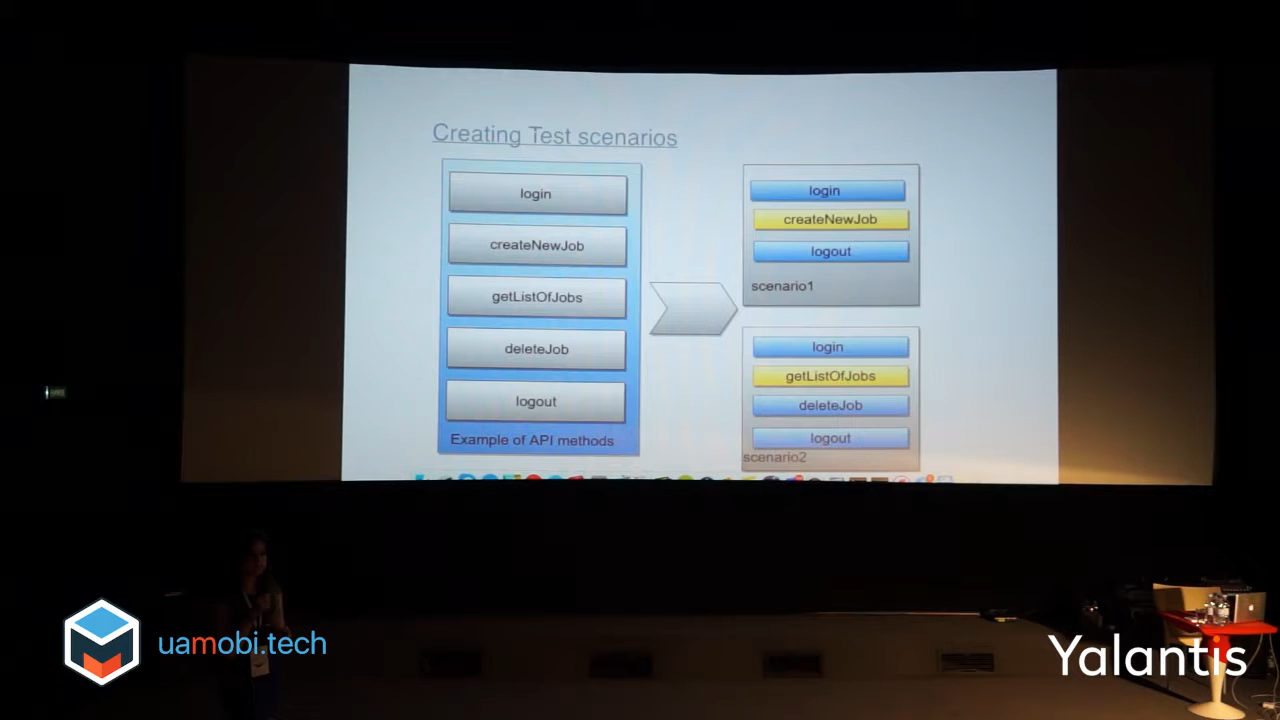 Creating Test scenarios
login
createNewJob
getListOfJobs
deleteJob
logout
Example of API methods
login
createNewJob
logout
scenario1
login
getListOfJobs
deleteJob
logout
scenario2
uamobi.tech
Yalantis